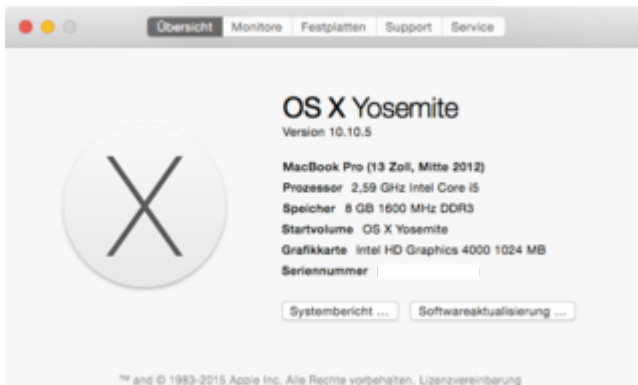 Übersicht Monitore Festplatten Support Service
OS X Yosemite
Version 10.10.5
MacBook Pro (13 Zoll, Mitte 2012)
Prozessor 2,59 GHz Intel Core i5
Speicher 8 GB 1600 MHz DDR3
Startvolume OS X Yosemite
Grafikkarte Intel HD Graphics 4000 1024 MB
Seriennummer
Systembericht ... Softwareaktualisierung ...
™ and © 1983-2015 Apple Inc. Alle Rechte vorbehalten. Lizenzvereinbarung